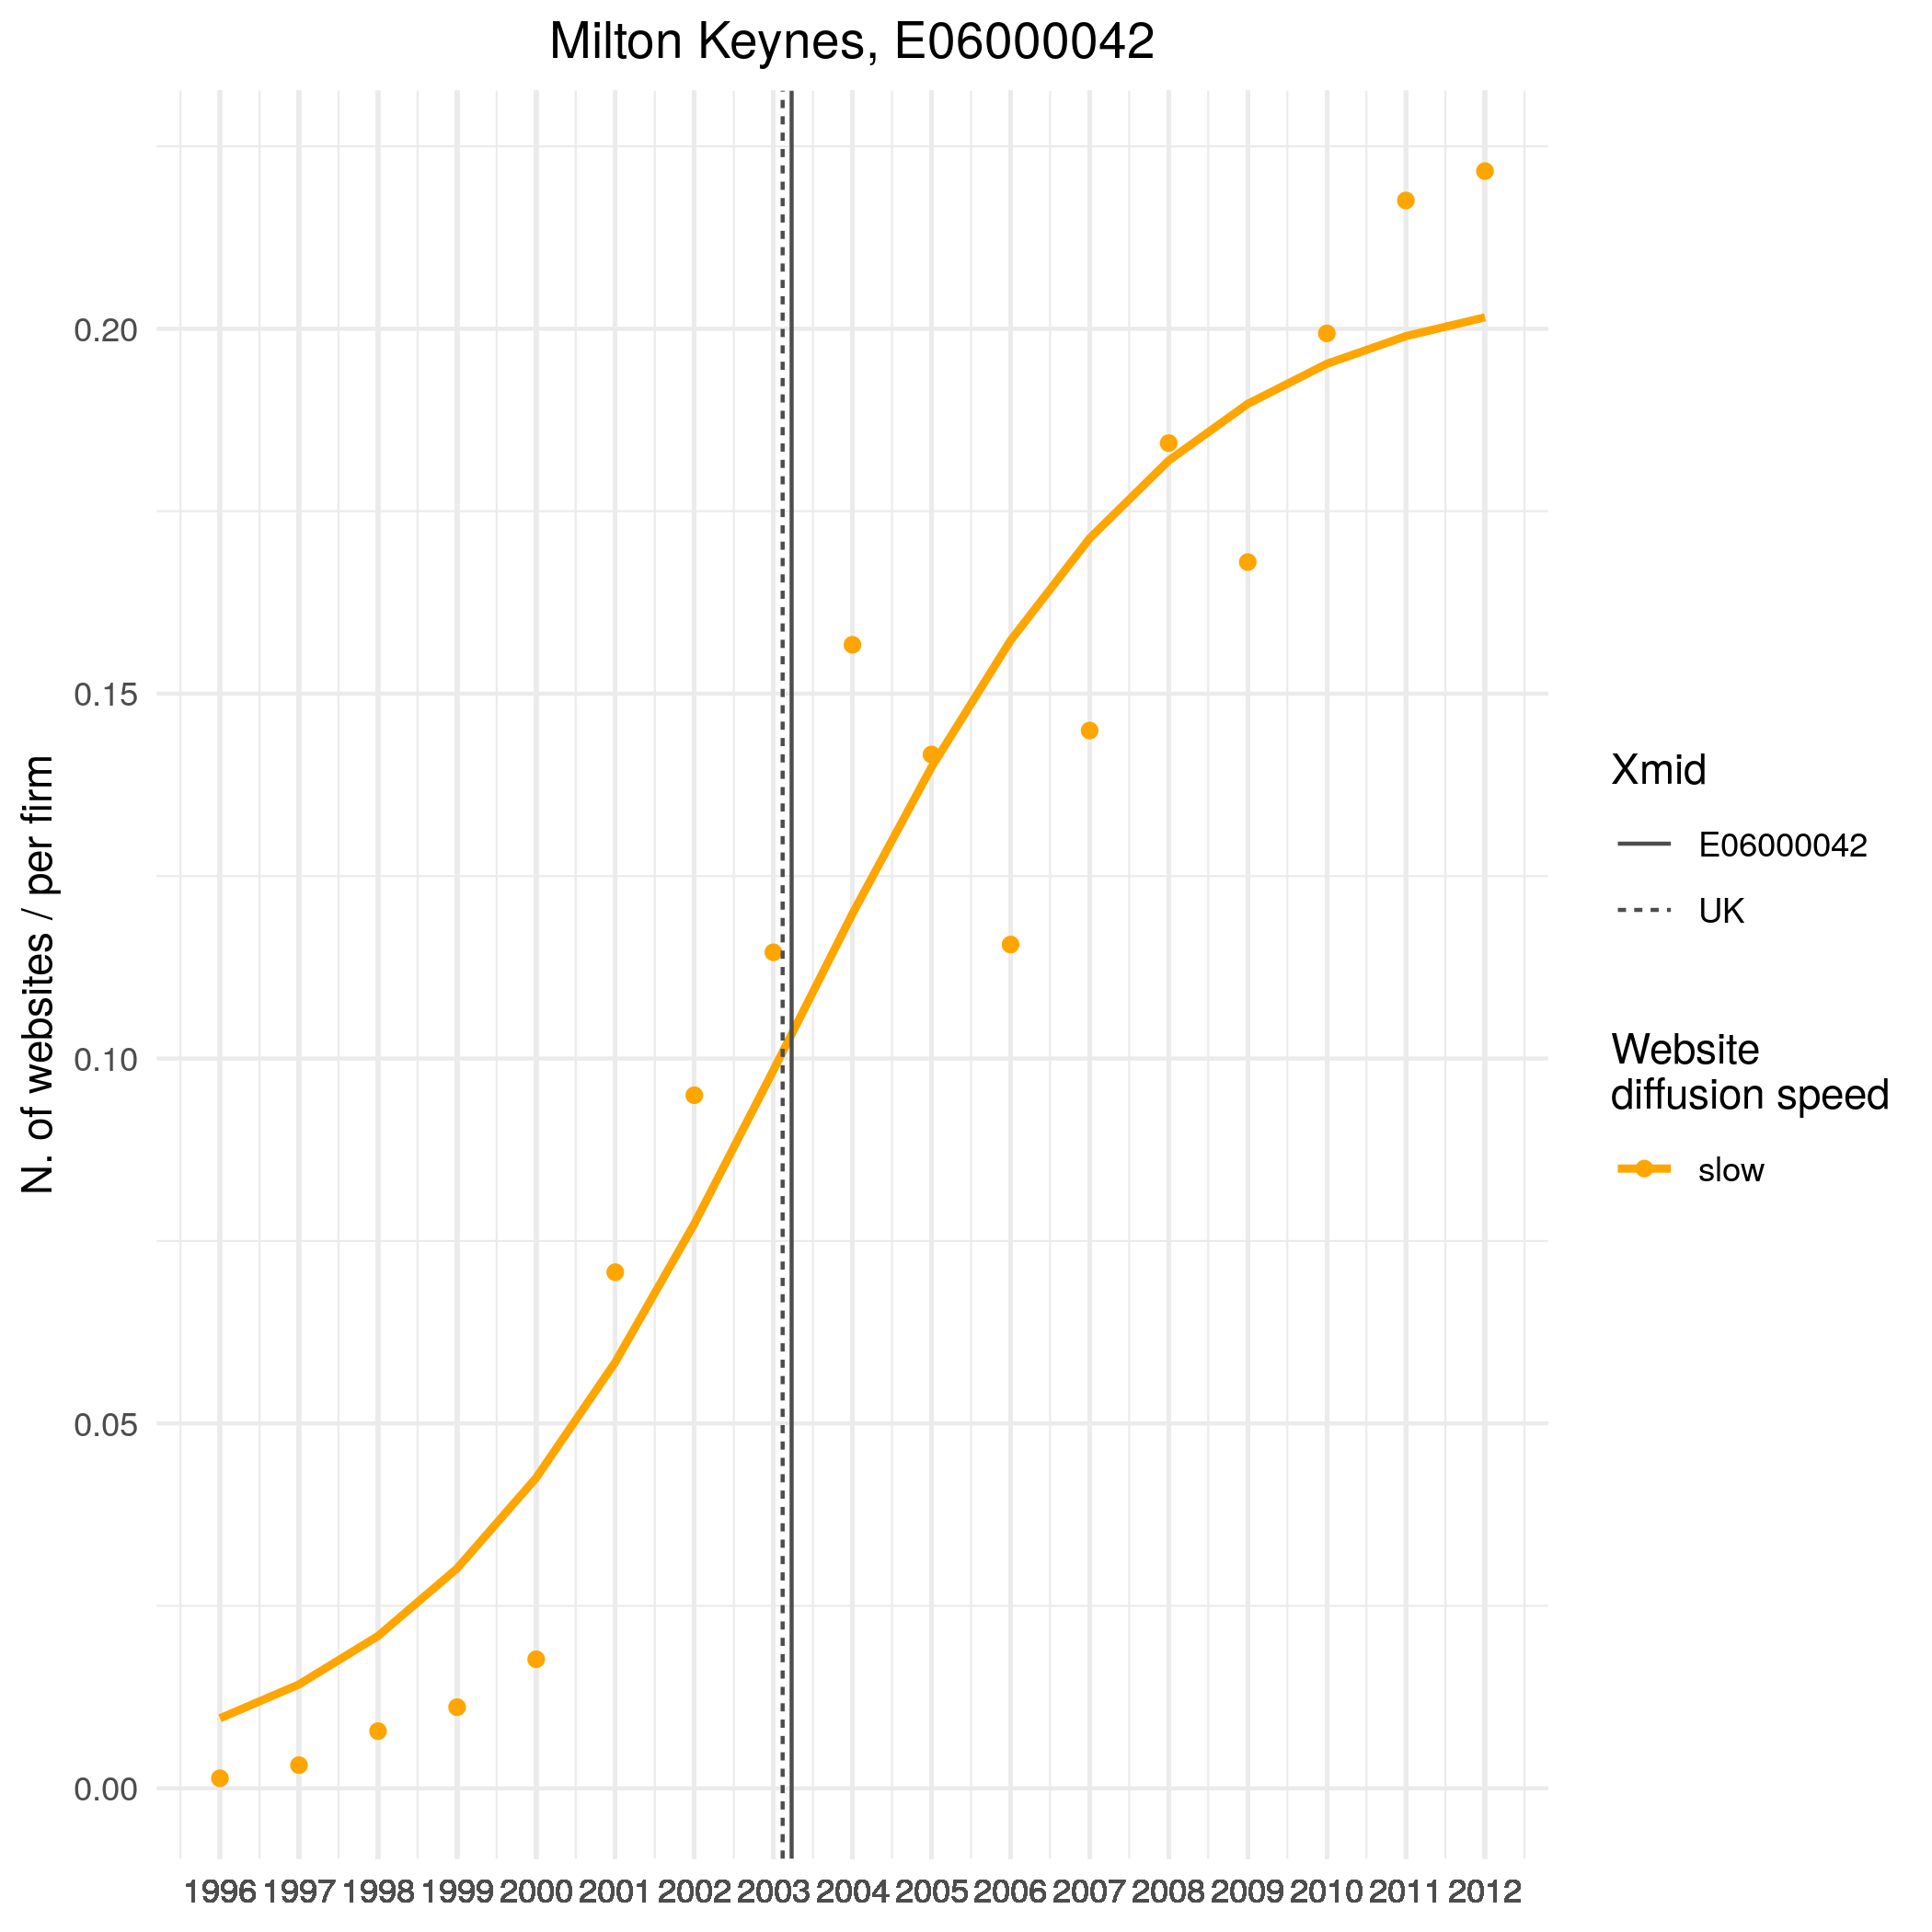 Milton Keynes, E06000042
N. of websites / per firm
0.20
0.15
0.10
0.05
0.00
1996 1997 1998 1999 2000 2001 2002 2003 2004 2005 2006 2007 2008 2009 2010 2011 2012
Xmid
E06000042
UK
Website
diffusion speed
slow